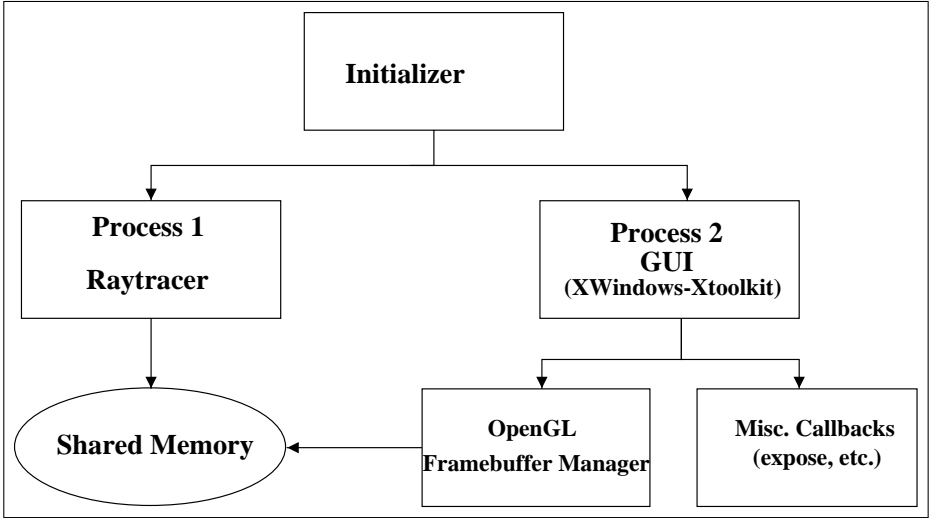 Initializer
Process 1
Raytracer
Process 2
GUI
(XWindows-Xtoolkit)
Shared Memory
OpenGL
Framebuffer Manager
Misc. Callbacks
(expose, etc.)